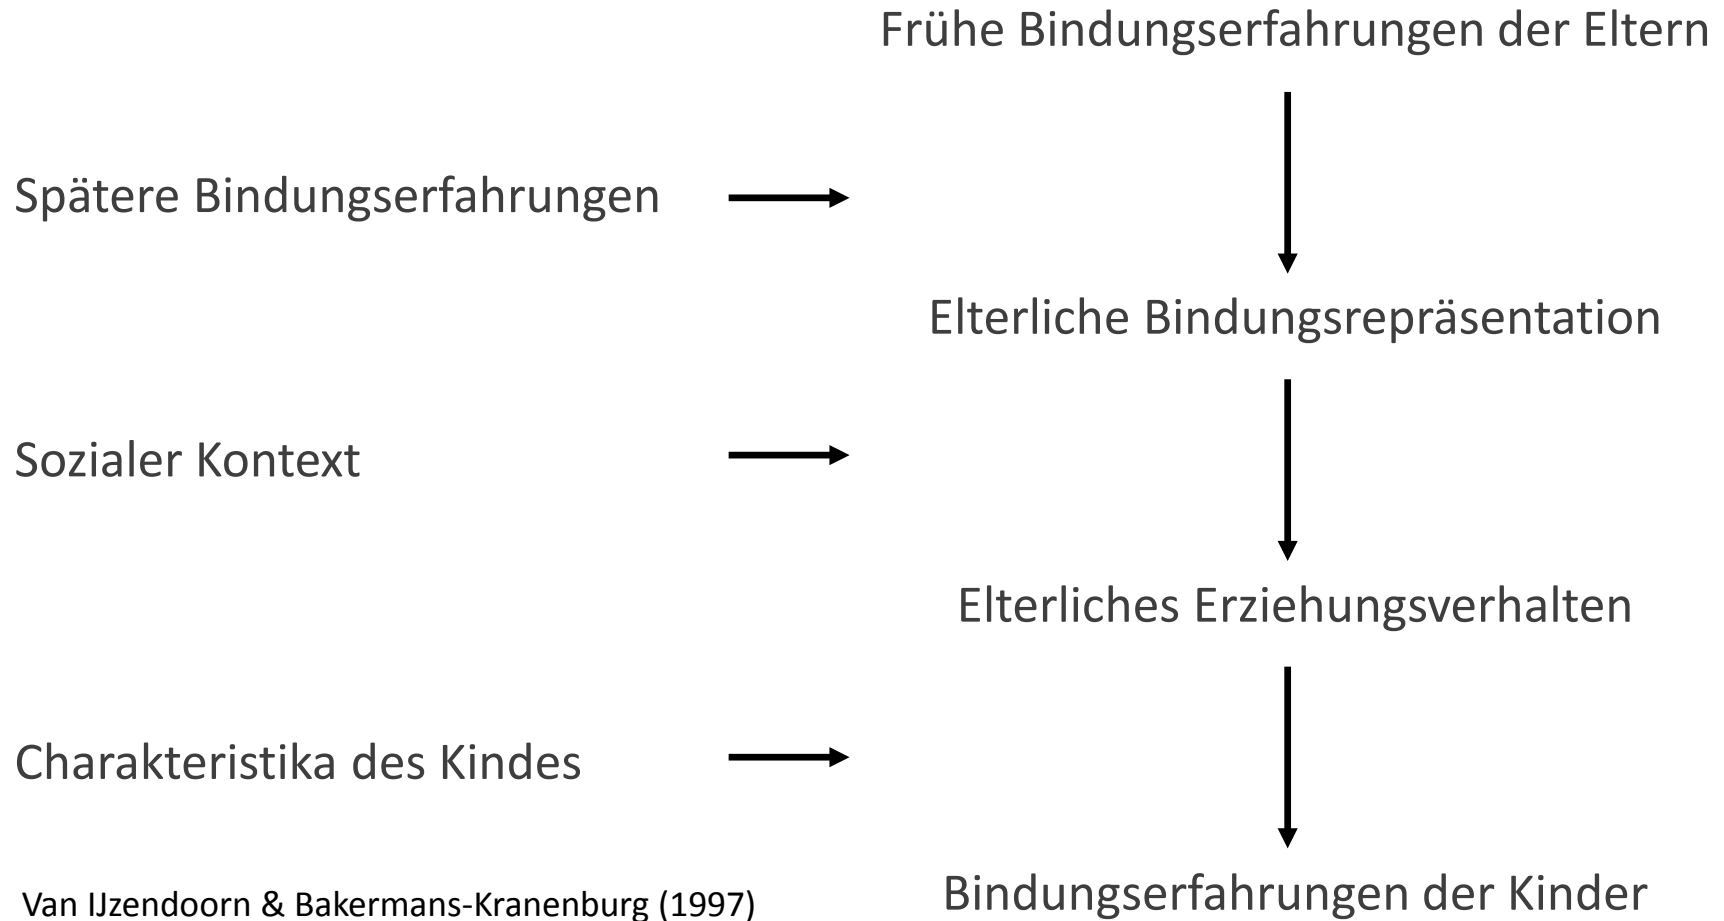 Frühe Bindungserfahrungen der Eltern
Spätere Bindungserfahrungen
Elterliche Bindungsrepräsentation
Sozialer Kontext
Elterliches Erziehungsverhalten
Charakteristika des Kindes
Bindungserfahrungen der Kinder
Van IJzendoorn & Bakermans-Kranenburg (1997)